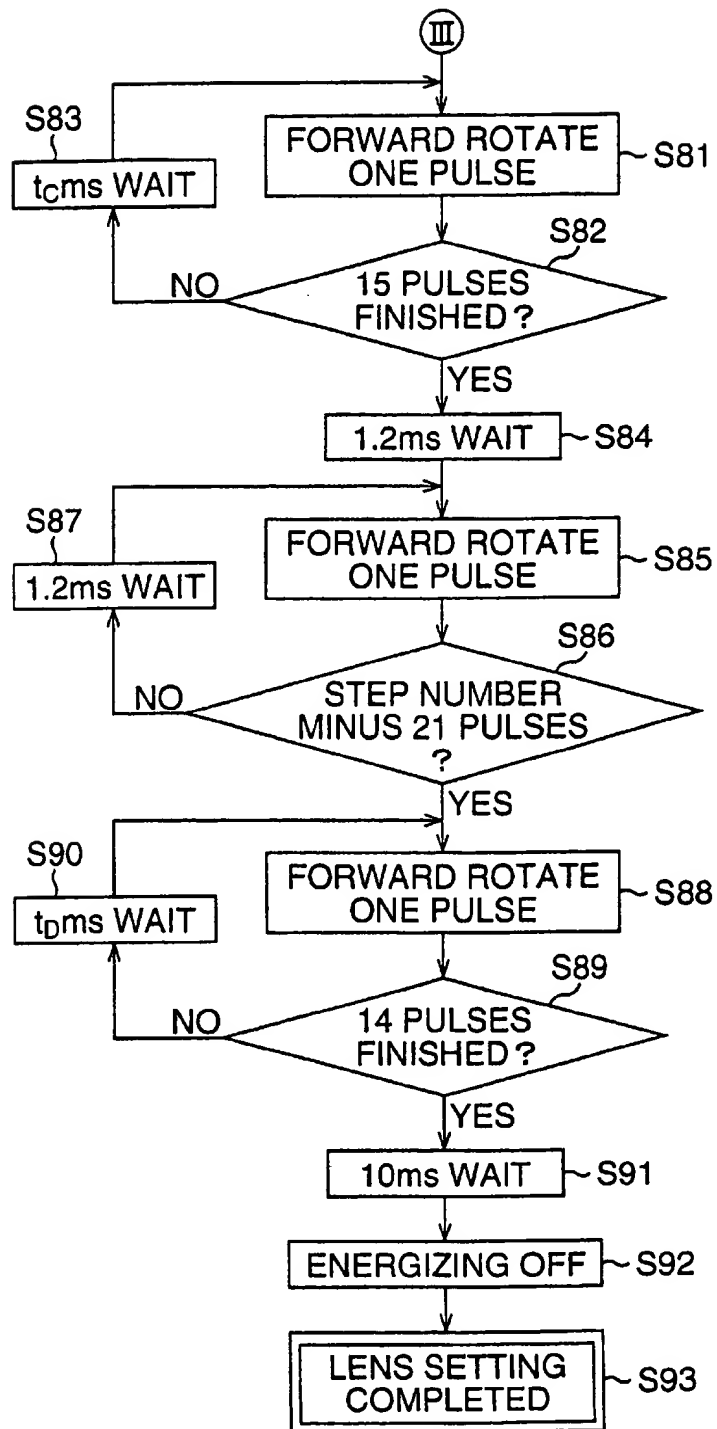 III
S83
tCms WAIT
FORWARD ROTATE
ONE PULSE
S81
S82
NO
15 PULSES
FINISHED?
YES
1.2ms WAIT
S84
S87
1.2ms WAIT
FORWARD ROTATE
ONE PULSE
S85
S86
NO
STEP NUMBER
MINUS 21 PULSES
?
YES
S90
tDms WAIT
FORWARD ROTATE
ONE PULSE
S88
S89
NO
14 PULSES
FINISHED?
YES
10ms WAIT
S91
ENERGIZING OFF
S92
LENS SETTING
COMPLETED
S93